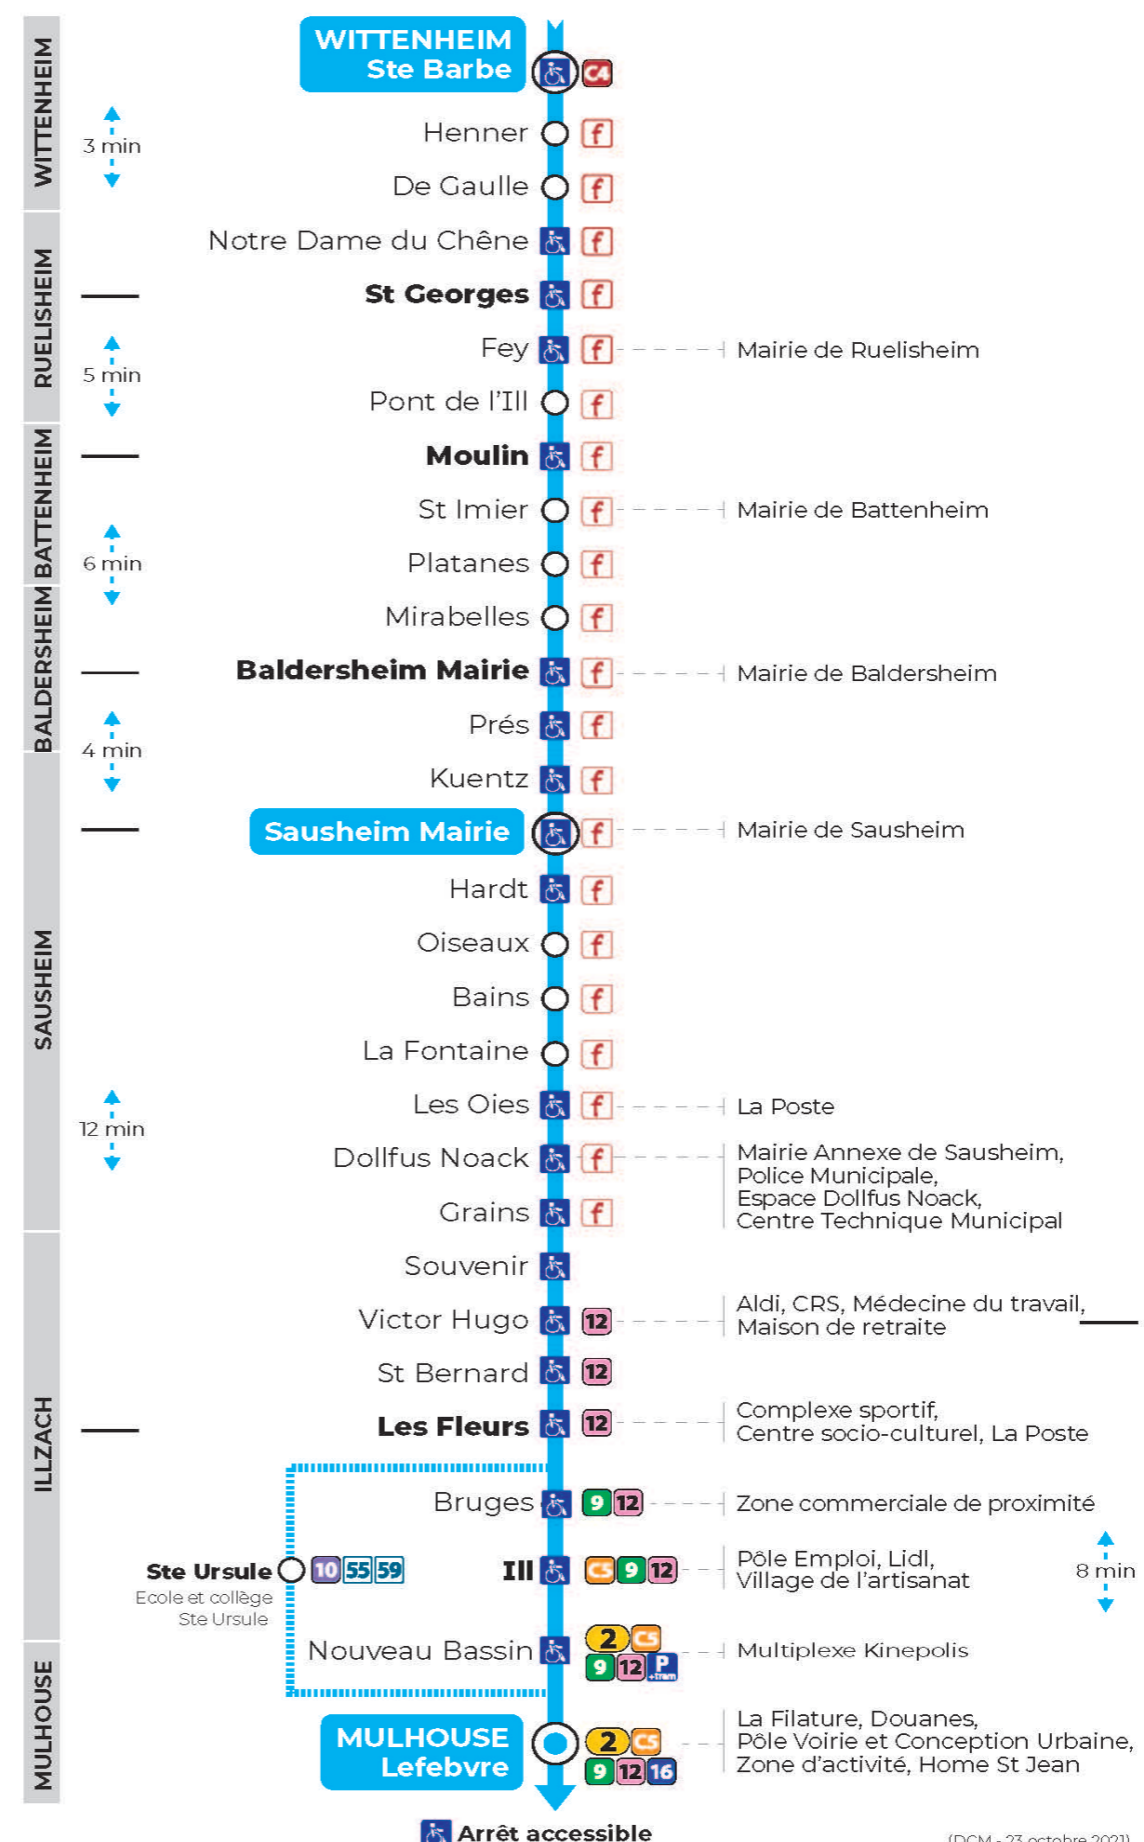 WITTENHEIM
WITTENHEIM
Ste Barbe
C4
Henner f
3 min
De Gaulle f
RUELISHEIM
Notre Dame du Chêne f
St Georges f
Fey f Mairie de Ruelisheim
5 min
Pont de l'Ill f
BATTENHEIM
Moulin f
St Imier f Mairie de Battenheim
Platanes f
6 min
BALDERSHEIM
Mirabelles f
Baldersheim Mairie f Mairie de Baldersheim
Prés f
4 min
SAUSHEIM
Kuentz f
Sausheim Mairie f Mairie de Sausheim
Hardt f
Oiseaux f
Bains f
La Fontaine f
Les Oies f La Poste
12 min
Dollfus Noack f
Mairie Annexe de Sausheim,
Police Municipale,
Espace Dollfus Noack,
Centre Technique Municipal
Grains f
ILLZACH
Souvenir
Victor Hugo 12
Aldi, CRS, Médecine du travail,
Maison de retraite
St Bernard 12
Les Fleurs 12
Complexe sportif,
Centre socio-culturel, La Poste
Bruges 9 12 Zone commerciale de proximité
Ste Ursule 10 55 59
Ecole et collège
Ste Ursule
Ill C5 9 12
Pôle Emploi, Lidl,
Village de l'artisanat
8 min
MULHOUSE
Nouveau Bassin 2 C5
9 12 P +tram
Multiplexe Kinepolis
MULHOUSE
Lefebvre
2 C5
9 12 16
La Filature, Douanes,
Pôle Voirie et Conception Urbaine,
Zone d'activité, Home St Jean
Arrêt accessible
(DCM - 23 octobre 2021)